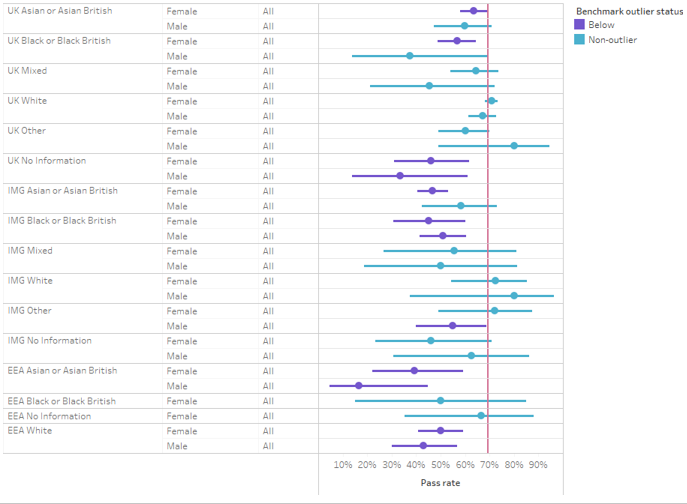 Benchmark outlier status
Below
Non-outlier
UK Asian or Asian British Female All
Male All
UK Black or Black British Female All
Male All
UK Mixed Female All
Male All
UK White Female All
Male All
UK Other Female All
Male All
UK No Information Female All
Male All
IMG Asian or Asian British Female All
Male All
IMG Black or Black British Female All
Male All
IMG Mixed Female All
Male All
IMG White Female All
Male All
IMG Other Female All
Male All
IMG No Information Female All
Male All
EEA Asian or Asian British Female All
Male All
EEA Black or Black British Female All
EEA No Information Female All
EEA White Female All
Male All
10% 20% 30% 40% 50% 60% 70% 80% 90%
Pass rate